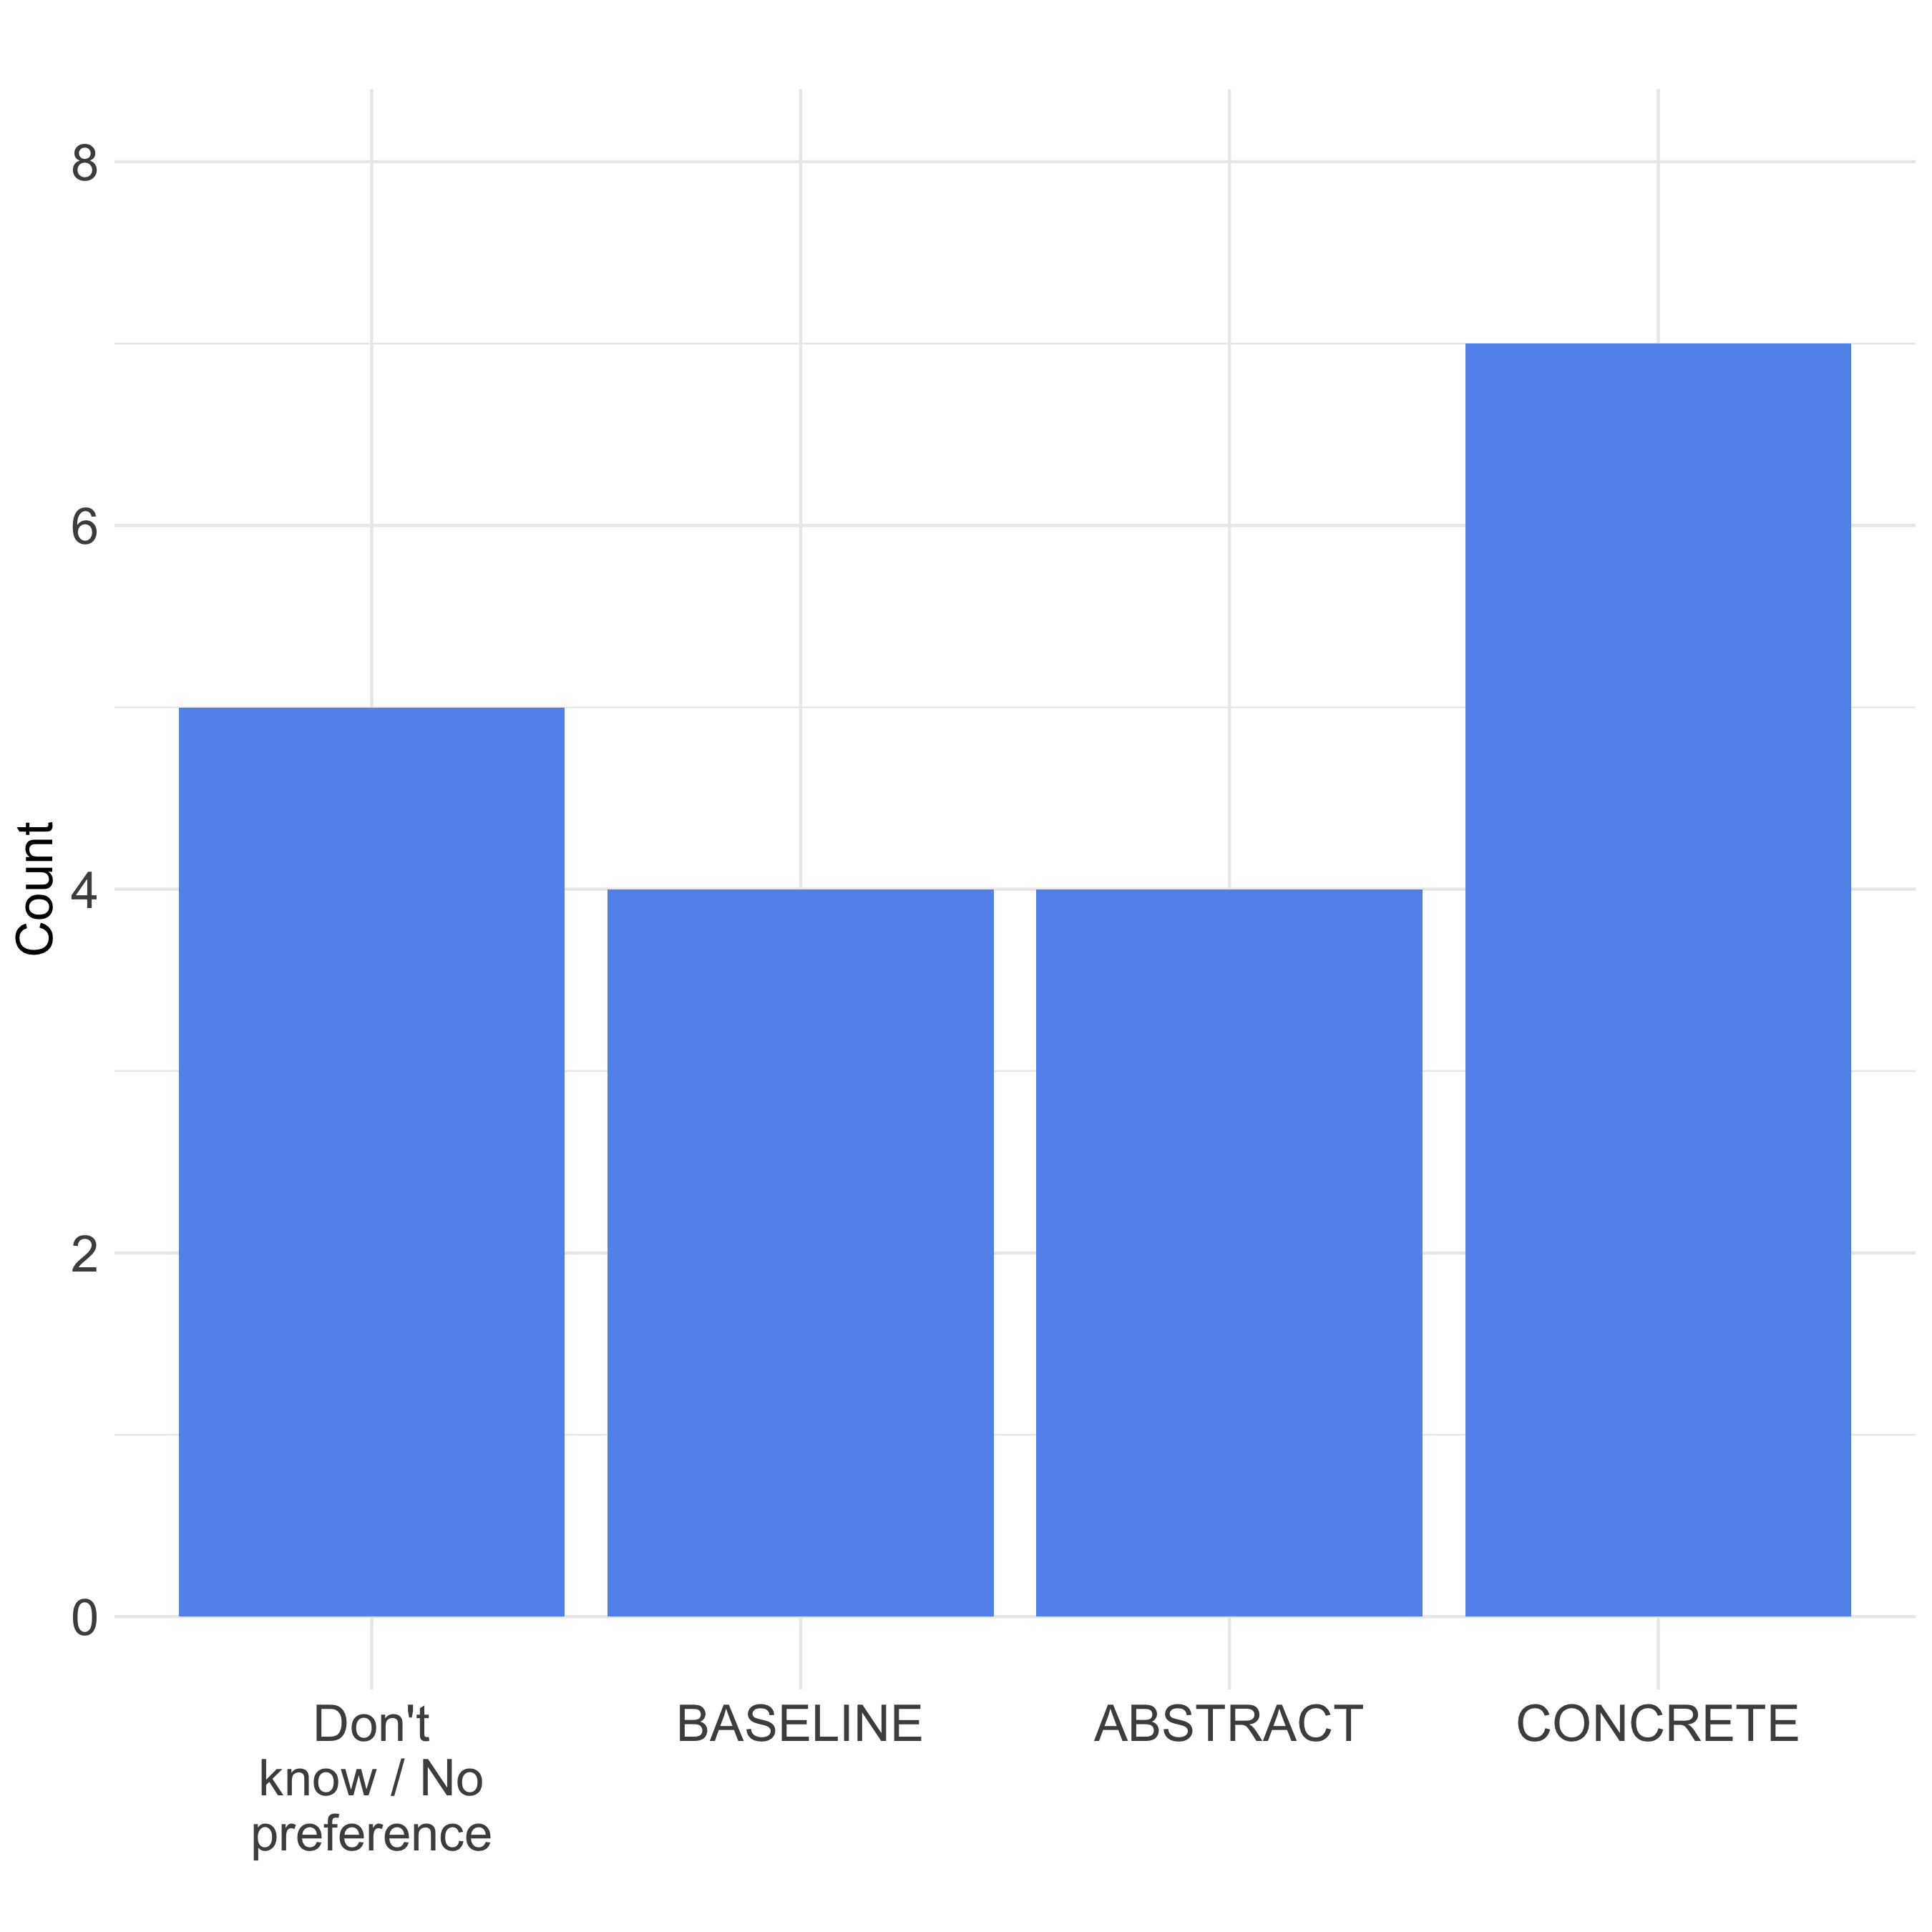 8
6
4
2
0
Count
Don't
know / No
preference
BASELINE
ABSTRACT
CONCRETE